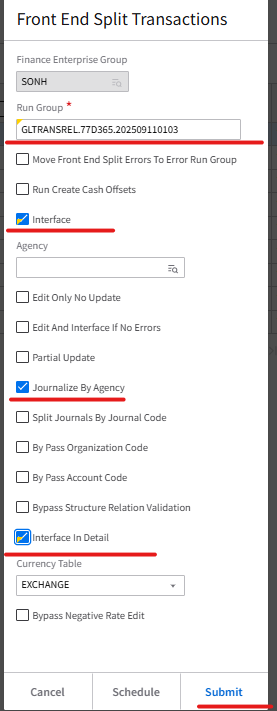 Front End Split Transactions
Finance Enterprise Group
SONH
Run Group *
GLTRANSREL.77D365.202509110103
Move Front End Split Errors To Error Run Group
Run Create Cash Offsets
Interface
Agency
Edit Only No Update
Edit And Interface If No Errors
Partial Update
Journalize By Agency
Split Journals By Journal Code
By Pass Organization Code
By Pass Account Code
Bypass Structure Relation Validation
Interface In Detail
Currency Table
EXCHANGE
Bypass Negative Rate Edit
Cancel Schedule Submit